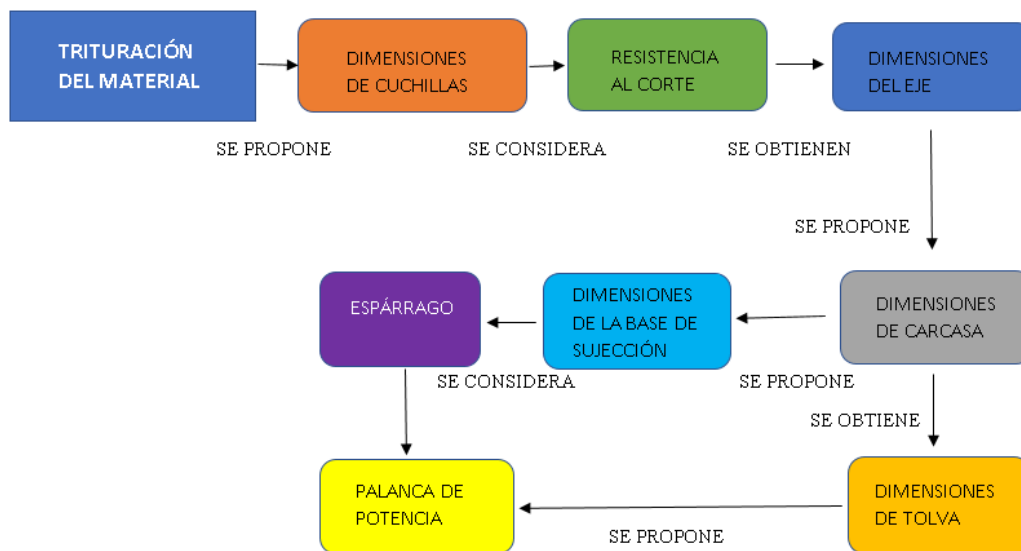 TRITURACIÓN
DEL MATERIAL
DIMENSIONES
DE CUCHILLAS
RESISTENCIA
AL CORTE
DIMENSIONES
DEL EJE
SE PROPONE
SE CONSIDERA
SE OBTIENEN
SE PROPONE
ESPÁRRAGO
DIMENSIONES
DE LA BASE DE
SUJECCIÓN
DIMENSIONES
DE CARCASA
SE CONSIDERA
SE PROPONE
SE OBTIENE
PALANCA DE
POTENCIA
DIMENSIONES
DE TOLVA
SE PROPONE